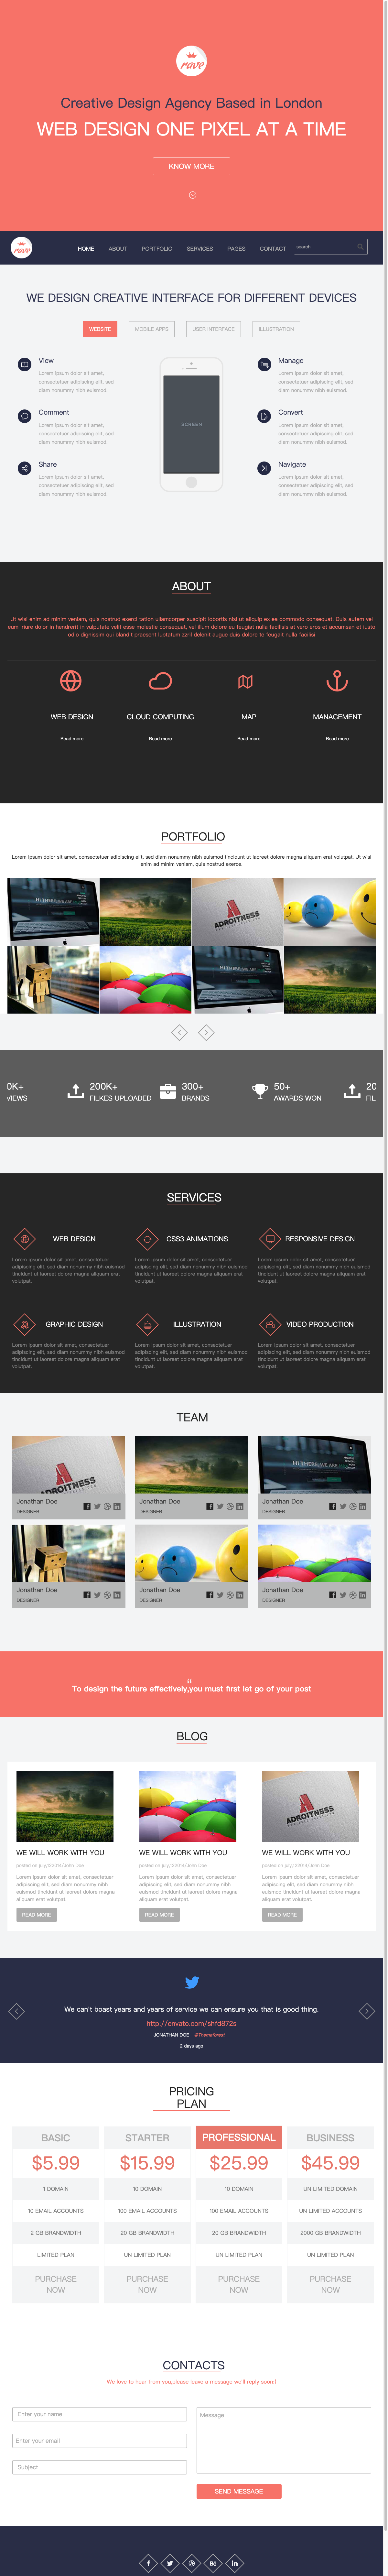 rave
Creative Design Agency Based in London
WEB DESIGN ONE PIXEL AT A TIME
KNOW MORE
rave
HOME ABOUT PORTFOLIO SERVICES PAGES CONTACT search
WE DESIGN CREATIVE INTERFACE FOR DIFFERENT DEVICES
WEBSITE MOBILE APPS USER INTERFACE ILLUSTRATION
View
Lorem ipsum dolor sit amet,
consectetuer adipiscing elit, sed
diam nonummy nibh euismod.
Comment
Lorem ipsum dolor sit amet,
consectetuer adipiscing elit, sed
diam nonummy nibh euismod.
Share
Lorem ipsum dolor sit amet,
consectetuer adipiscing elit, sed
diam nonummy nibh euismod.
SCREEN
Manage
Lorem ipsum dolor sit amet,
consectetuer adipiscing elit, sed
diam nonummy nibh euismod.
Convert
Lorem ipsum dolor sit amet,
consectetuer adipiscing elit, sed
diam nonummy nibh euismod.
Navigate
Lorem ipsum dolor sit amet,
consectetuer adipiscing elit, sed
diam nonummy nibh euismod.
ABOUT
Ut wisi enim ad minim veniam, quis nostrud exerci tation ullamcorper suscipit lobortis nisl ut aliquip ex ea commodo consequat. Duis autem vel
eum iriure dolor in hendrerit in vulputate velit esse molestie consequat, vel illum dolore eu feugiat nulla facilisis at vero eros et accumsan et iusto
odio dignissim qui blandit praesent luptatum zzril delenit augue duis dolore te feugait nulla facilisi
WEB DESIGN CLOUD COMPUTING MAP MANAGEMENT
Read more Read more Read more Read more
PORTFOLIO
Lorem ipsum dolor sit amet, consectetuer adipiscing elit, sed diam nonummy nibh euismod tincidunt ut laoreet dolore magna aliquam erat volutpat. Ut wisi
enim ad minim veniam, quis nostrud exerce.
ADROITNESS
0K+ 200K+ 300+ 50+ 20
VIEWS FILKES UPLOADED BRANDS AWARDS WON FIL
SERVICES
WEB DESIGN
Lorem ipsum dolor sit amet, consectetuer
adipiscing elit, sed diam nonummy nibh euismod
tincidunt ut laoreet dolore magna aliquam erat
volutpat.
CSS3 ANIMATIONS
Lorem ipsum dolor sit amet, consectetuer
adipiscing elit, sed diam nonummy nibh euismod
tincidunt ut laoreet dolore magna aliquam erat
volutpat.
RESPONSIVE DESIGN
Lorem ipsum dolor sit amet, consectetuer
adipiscing elit, sed diam nonummy nibh euismod
tincidunt ut laoreet dolore magna aliquam erat
volutpat.
GRAPHIC DESIGN
Lorem ipsum dolor sit amet, consectetuer
adipiscing elit, sed diam nonummy nibh euismod
tincidunt ut laoreet dolore magna aliquam erat
volutpat.
ILLUSTRATION
Lorem ipsum dolor sit amet, consectetuer
adipiscing elit, sed diam nonummy nibh euismod
tincidunt ut laoreet dolore magna aliquam erat
volutpat.
VIDEO PRODUCTION
Lorem ipsum dolor sit amet, consectetuer
adipiscing elit, sed diam nonummy nibh euismod
tincidunt ut laoreet dolore magna aliquam erat
volutpat.
TEAM
ADROITNESS
Jonathan Doe
DESIGNER
Jonathan Doe
DESIGNER
Jonathan Doe
DESIGNER
Jonathan Doe
DESIGNER
Jonathan Doe
DESIGNER
Jonathan Doe
DESIGNER
“
To design the future effectively,you must first let go of your post
BLOG
ADROITNESS
WE WILL WORK WITH YOU
posted on july,122014/John Doe
Lorem ipsum dolor sit amet, consectetuer
adipiscing elit, sed diam nonummy nibh
euismod tincidunt ut laoreet dolore magna
aliquam erat volutpat.
READ MORE
WE WILL WORK WITH YOU
posted on july,122014/John Doe
Lorem ipsum dolor sit amet, consectetuer
adipiscing elit, sed diam nonummy nibh
euismod tincidunt ut laoreet dolore magna
aliquam erat volutpat.
READ MORE
WE WILL WORK WITH YOU
posted on july,122014/John Doe
Lorem ipsum dolor sit amet, consectetuer
adipiscing elit, sed diam nonummy nibh
euismod tincidunt ut laoreet dolore magna
aliquam erat volutpat.
READ MORE
We can't boast years and years of service we can ensure you that is good thing.
http://envato.com/shfd872s
JONATHAN DOE @Themeforest
2 days ago
PRICING
PLAN
BASIC STARTER PROFESSIONAL BUSINESS
$5.99 $15.99 $25.99 $45.99
1 DOMAIN 10 DOMAIN 10 DOMAIN UN LIMITED DOMAIN
10 EMAIL ACCOUNTS 100 EMAIL ACCOUNTS 100 EMAIL ACCOUNTS UN LIMITED ACCOUNTS
2 GB BRANDWIDTH 20 GB BRANDWIDTH 20 GB BRANDWIDTH 2000 GB BRANDWIDTH
LIMITED PLAN UN LIMITED PLAN UN LIMITED PLAN UN LIMITED PLAN
PURCHASE PURCHASE PURCHASE PURCHASE
NOW NOW NOW NOW
CONTACTS
We love to hear from you,please leave a message we'll reply soon:)
Enter your name
Enter your email
Subject
Message
SEND MESSAGE